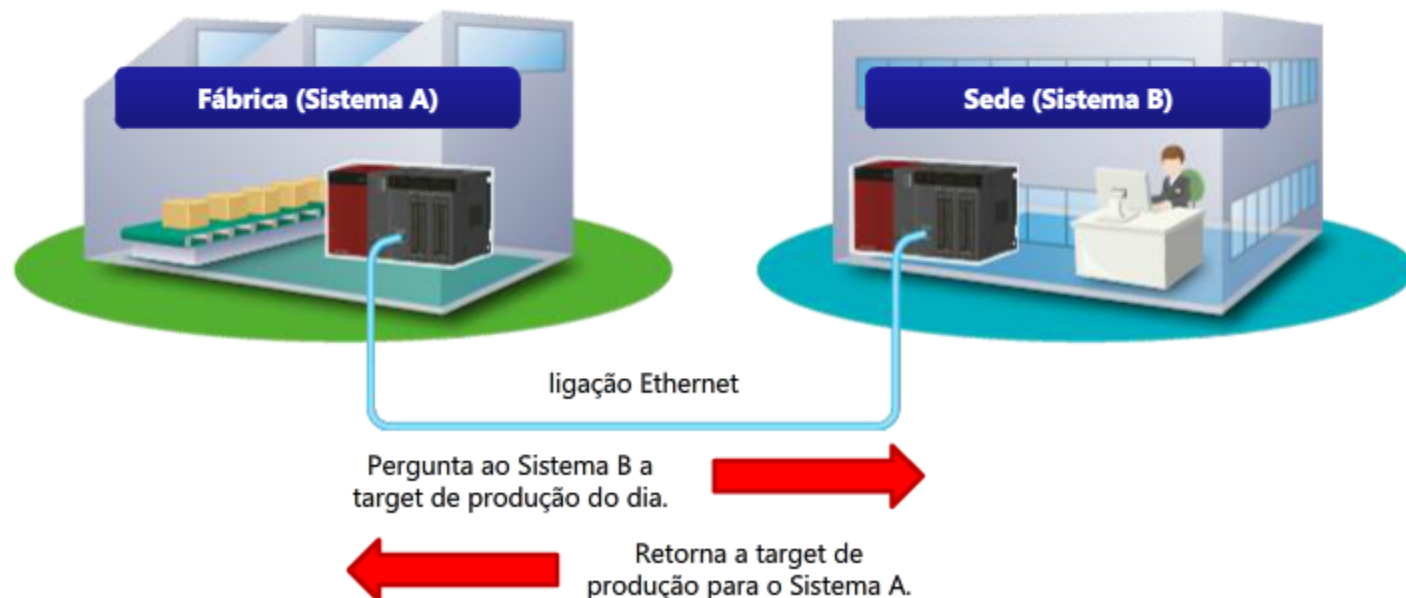 Fábrica (Sistema A)
Sede (Sistema B)
ligação Ethernet
Pergunta ao Sistema B a
target de produção do dia.
Retorna a target de
produção para o Sistema A.